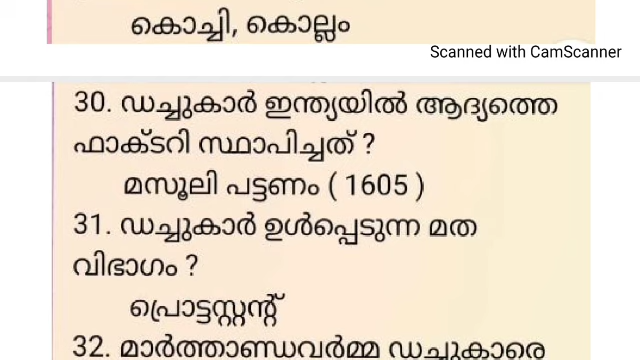 കൊച്ചി, കൊല്ലം
Scanned with CamScanner
30. ഡച്ചുകാർ ഇന്ത്യയിൽ ആദ്യത്തെ
ഫാക്ടറി സ്ഥാപിച്ചത് ?
മസൂലി പട്ടണം ( 1605 )
31. ഡച്ചുകാർ ഉൾപ്പെടുന്ന മത
വിഭാഗം ?
പ്രൊട്ടസ്റ്റന്റ്
32. മാർത്താണ്ഡവർമ്മ ഡച്ചുകാരെ